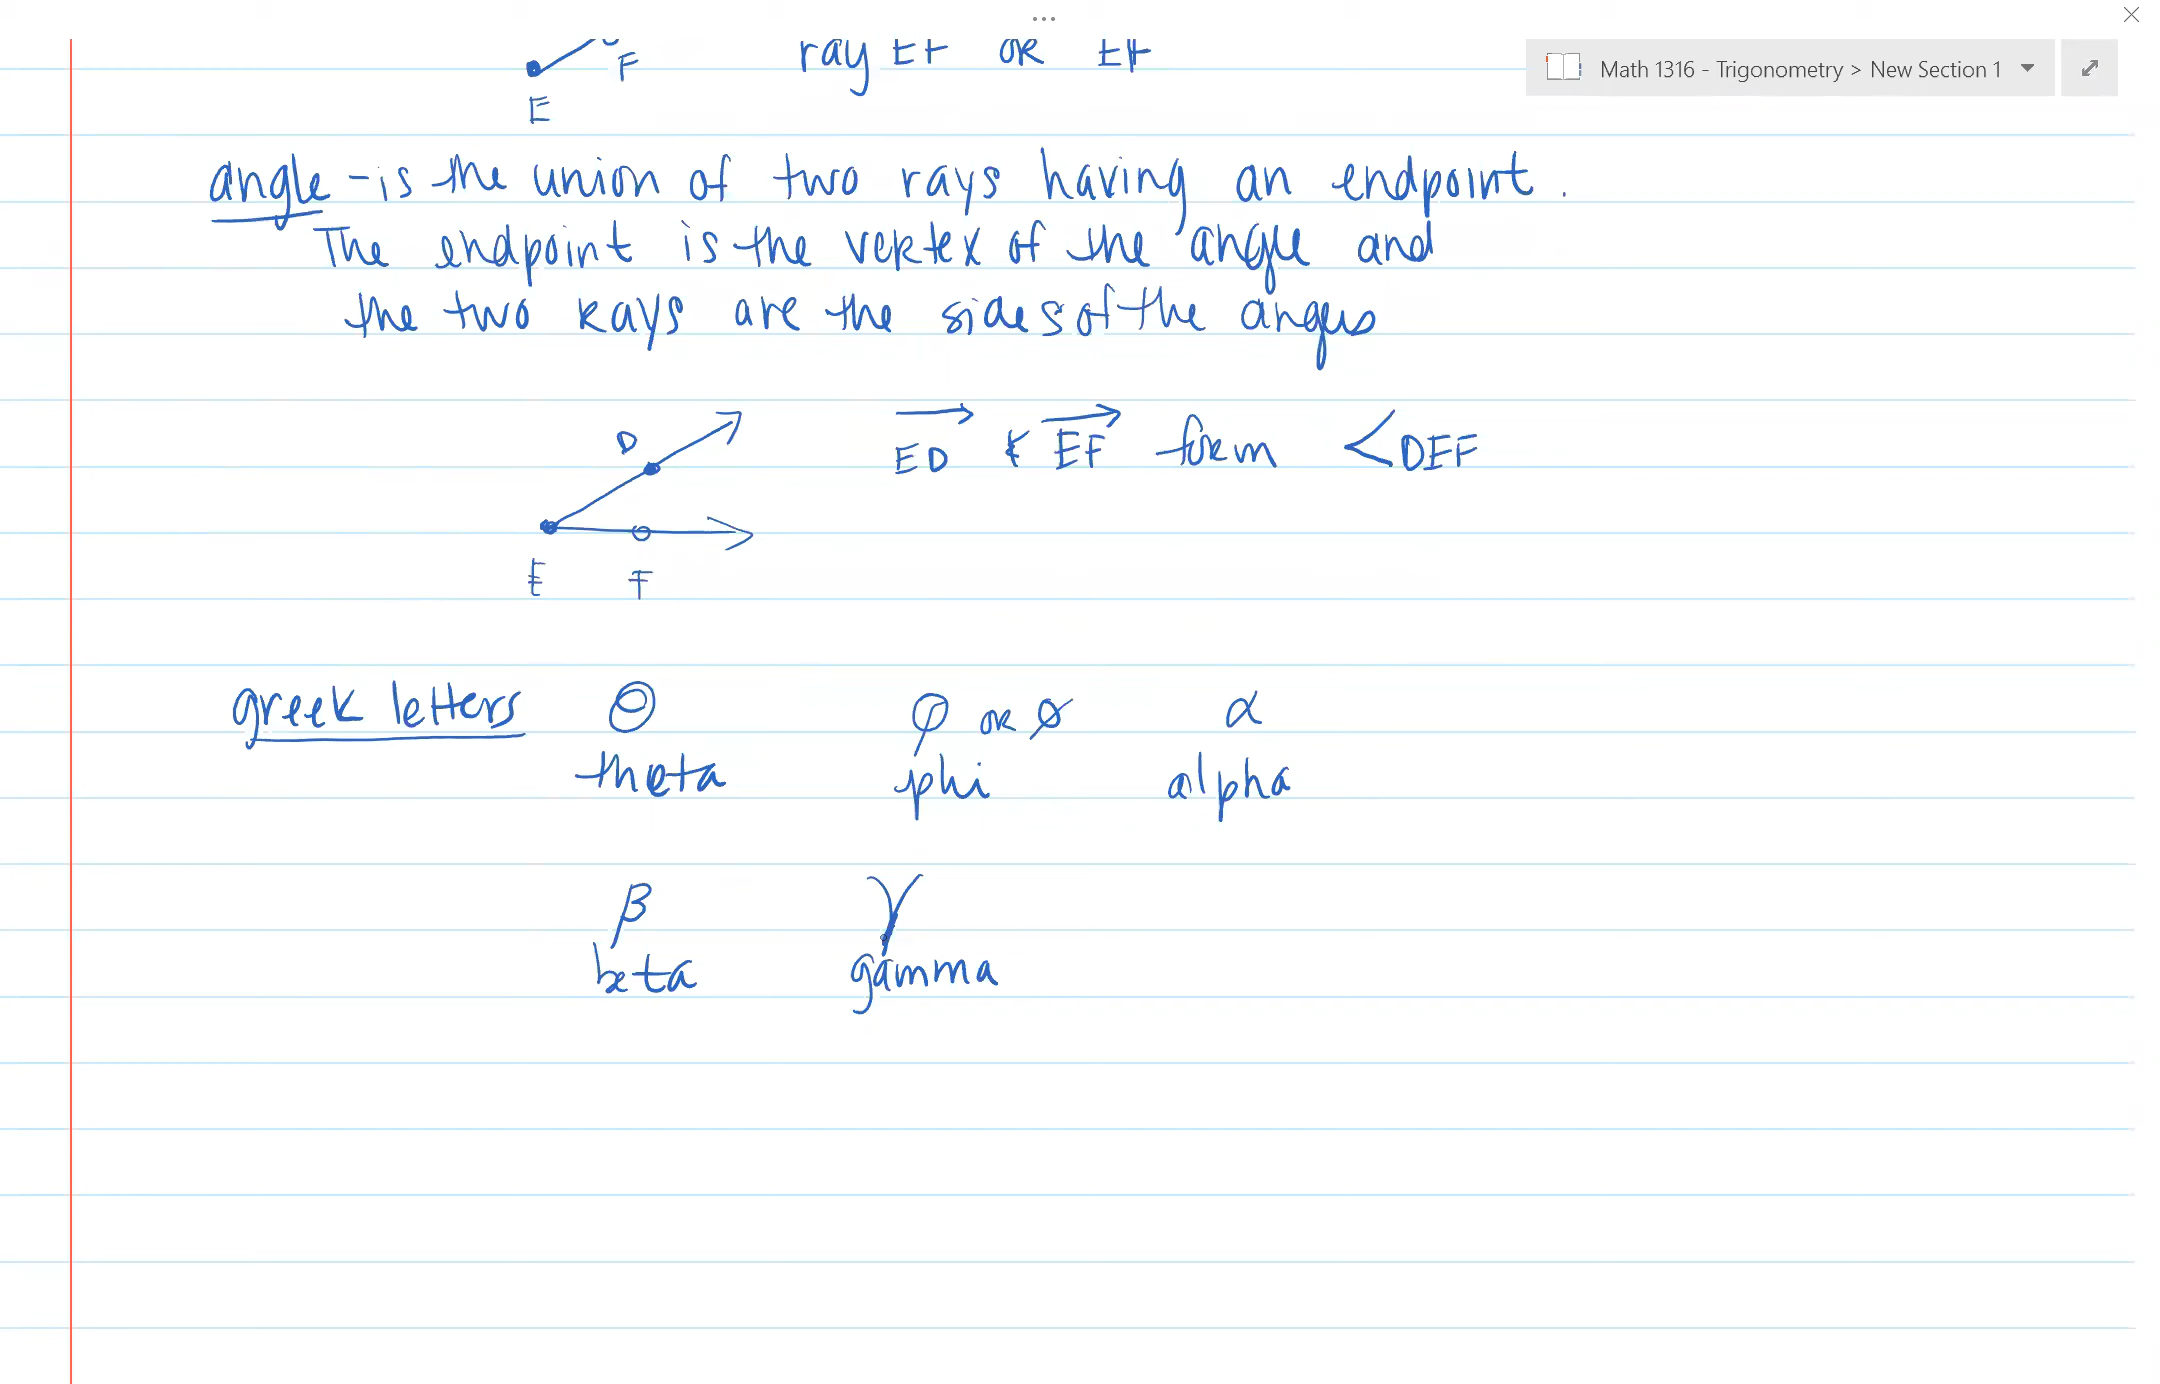 ...
Math 1316 - Trigonometry > New Section 1
F ray EF OR EF
E
angle - is the union of two rays having an endpoint.
The endpoint is the vertex of the angle and
the two rays are the sides of the angles
D ED & EF form <DEF
E F
greek letters θ φ or ø α
theta phi alpha
β γ
beta gamma